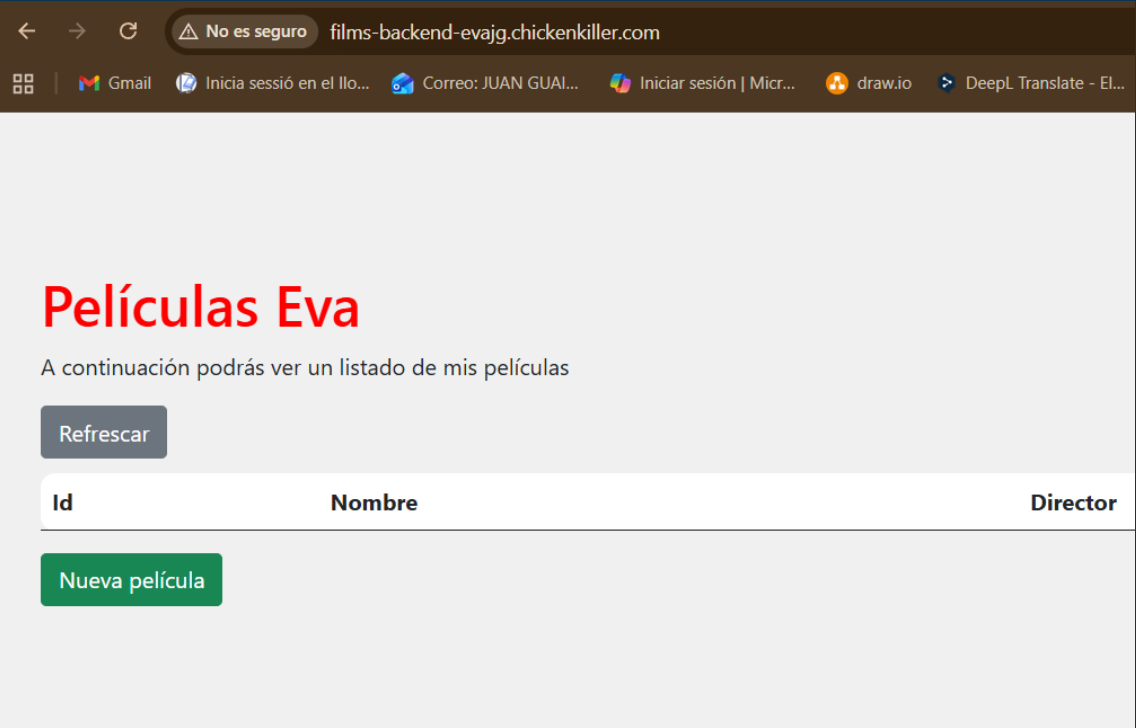 No es seguro films-backend-evajg.chickenkiller.com
Gmail Inicia sessió en el llo... Correo: JUAN GUAI... Iniciar sesión | Micr... draw.io DeepL Translate - El...
Películas Eva
A continuación podrás ver un listado de mis películas
Refrescar
Id Nombre Director
Nueva película